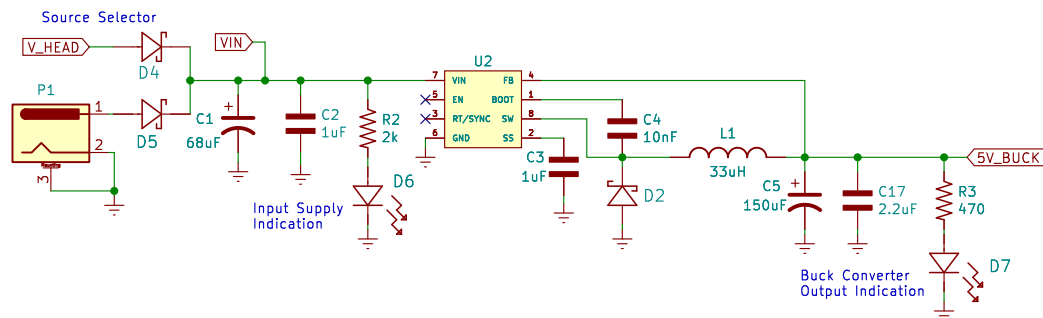 Source Selector
V_HEAD
D4
VIN
P1
1
2
3
D5
C1
68uF
C2
1uF
R2
2k
D6
Input Supply
Indication
U2
7
VIN
FB
4
5
EN
BOOT
1
3
RT/SYNC
SW
8
6
GND
SS
2
C3
1uF
C4
10nF
D2
L1
33uH
5V_BUCK
C5
150uF
C17
2.2uF
R3
470
D7
Buck Converter
Output Indication